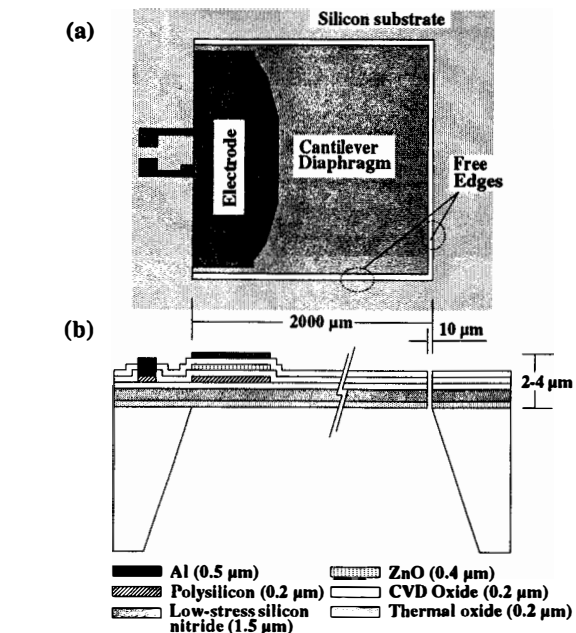 (a)
Silicon substrate
Electrode
Cantilever
Diaphragm
Free
Edges
(b)
2000 µm
10 µm
2-4 µm
Al (0.5 µm)
ZnO (0.4 µm)
Polysilicon (0.2 µm)
CVD Oxide (0.2 µm)
Low-stress silicon
nitride (1.5 µm)
Thermal oxide (0.2 µm)